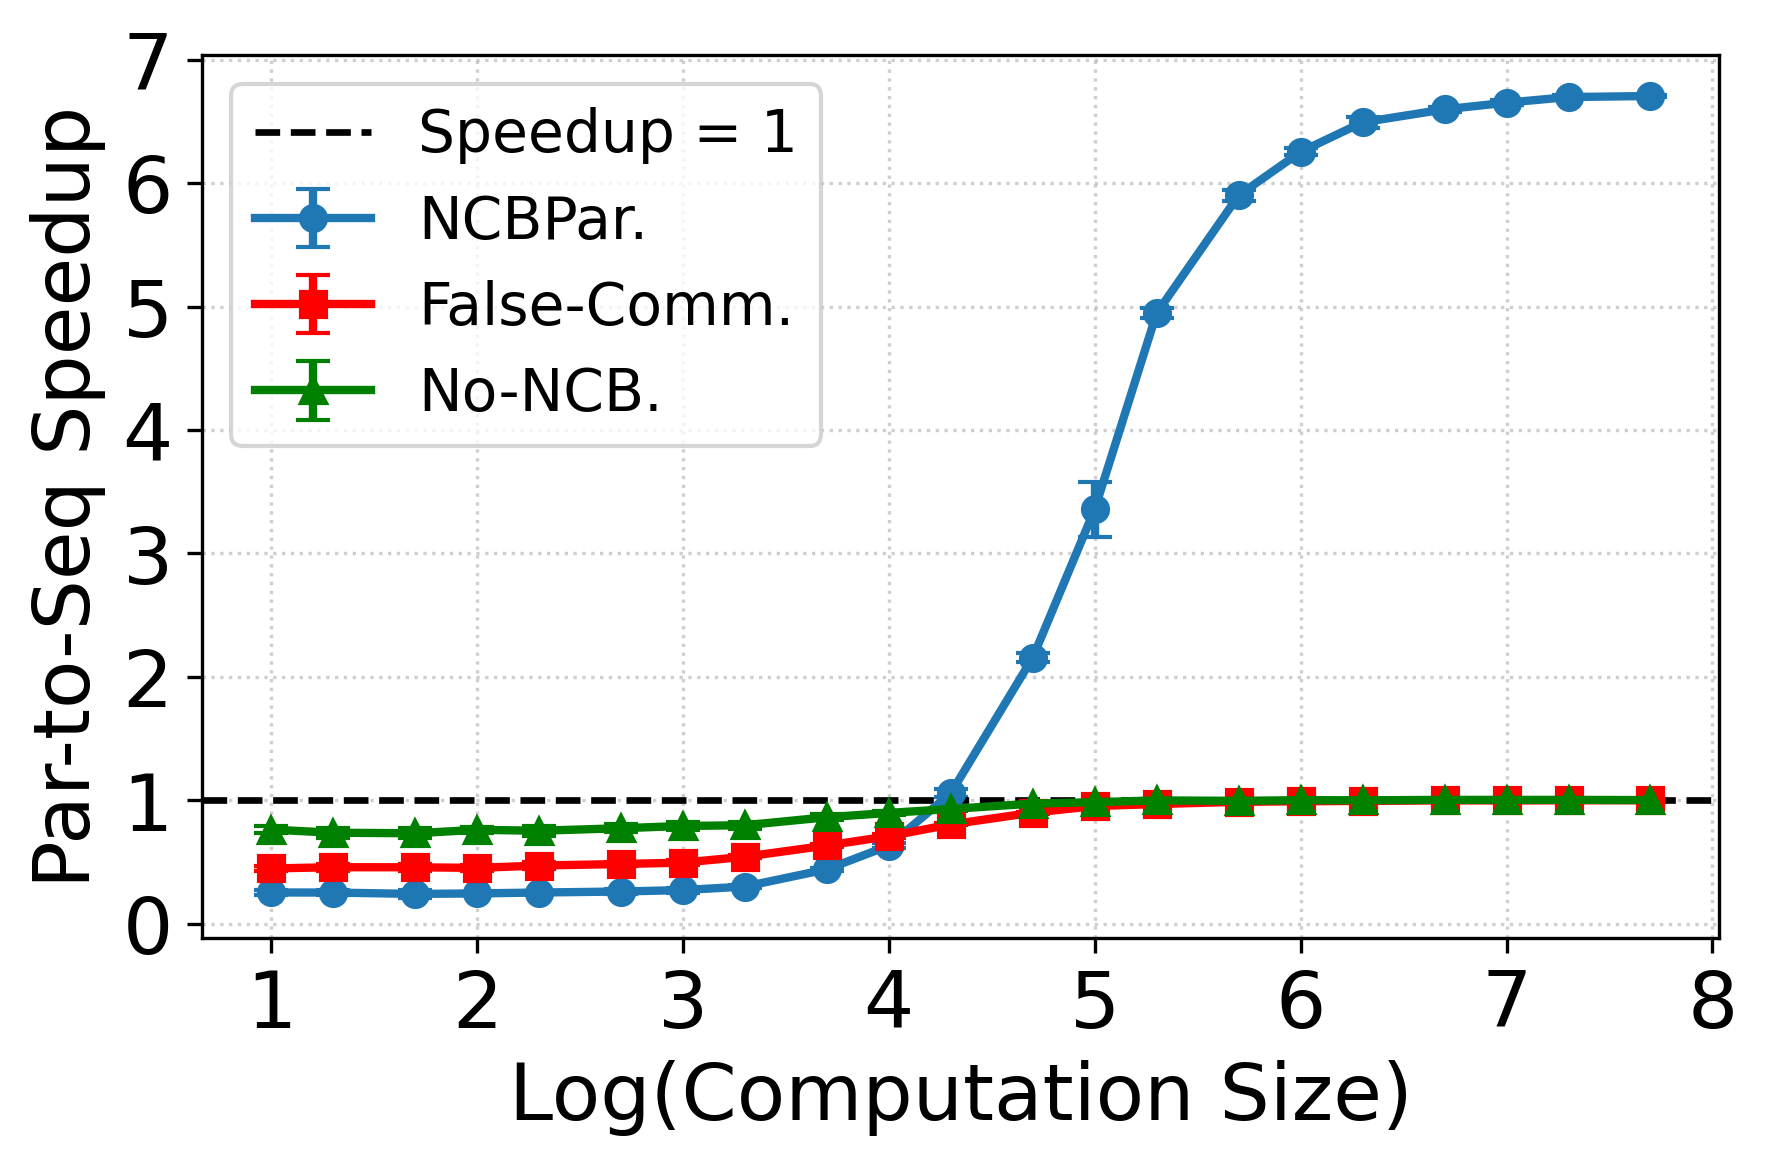 Par-to-Seq Speedup
7
6
5
4
3
2
1
0
Speedup = 1
NCBPar.
False-Comm.
No-NCB.
1 2 3 4 5 6 7 8
Log(Computation Size)